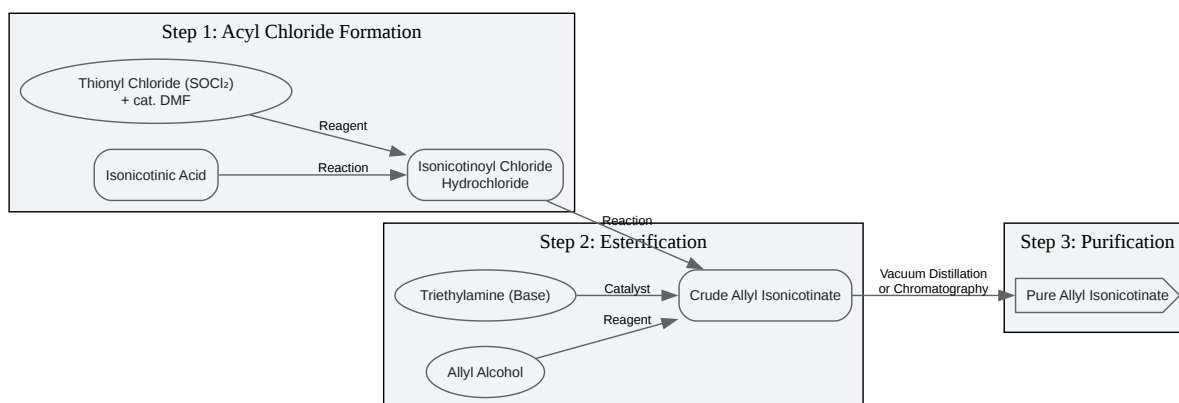 Step 1: Acyl Chloride Formation
Thionyl Chloride (SOCl₂)
+ cat. DMF
Reagent
Isonicotinic Acid
Reaction
Isonicotinoyl Chloride
Hydrochloride
Reaction
Step 2: Esterification
Triethylamine (Base)
Catalyst
Crude Allyl Isonicotinate
Reagent
Allyl Alcohol
Vacuum Distillation
or Chromatography
Step 3: Purification
Pure Allyl Isonicotinate